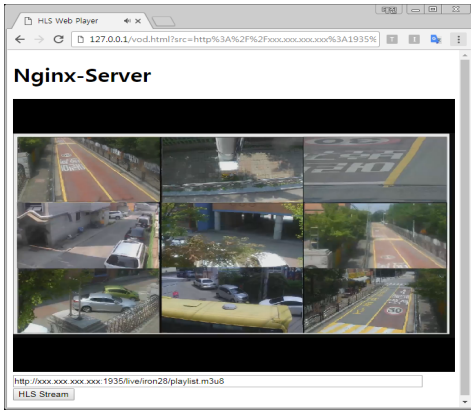 HLS Web Player
127.0.0.1/vod.html?src=http%3A%2F%2Fxxx.xxx.xxx.xxx%3A1935%
Nginx-Server
30
http://xxx.xxx.xxx.xxx:1935/live/iron28/playlist.m3u8
HLS Stream